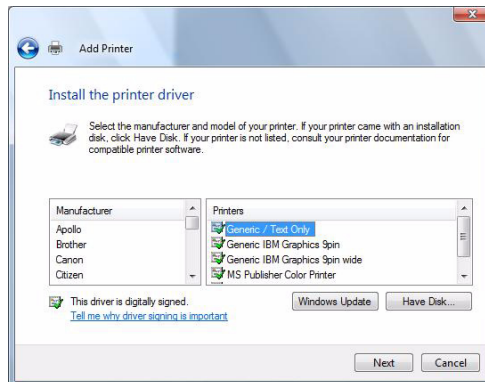 Add Printer
Install the printer driver
Select the manufacturer and model of your printer. If your printer came with an installation
disk, click Have Disk. If your printer is not listed, consult your printer documentation for
compatible printer software.
Manufacturer
Apollo
Brother
Canon
Citizen
Printers
Generic / Text Only
Generic IBM Graphics 9pin
Generic IBM Graphics 9pin wide
MS Publisher Color Printer
This driver is digitally signed.
Tell me why driver signing is important
Windows Update
Have Disk...
Next
Cancel